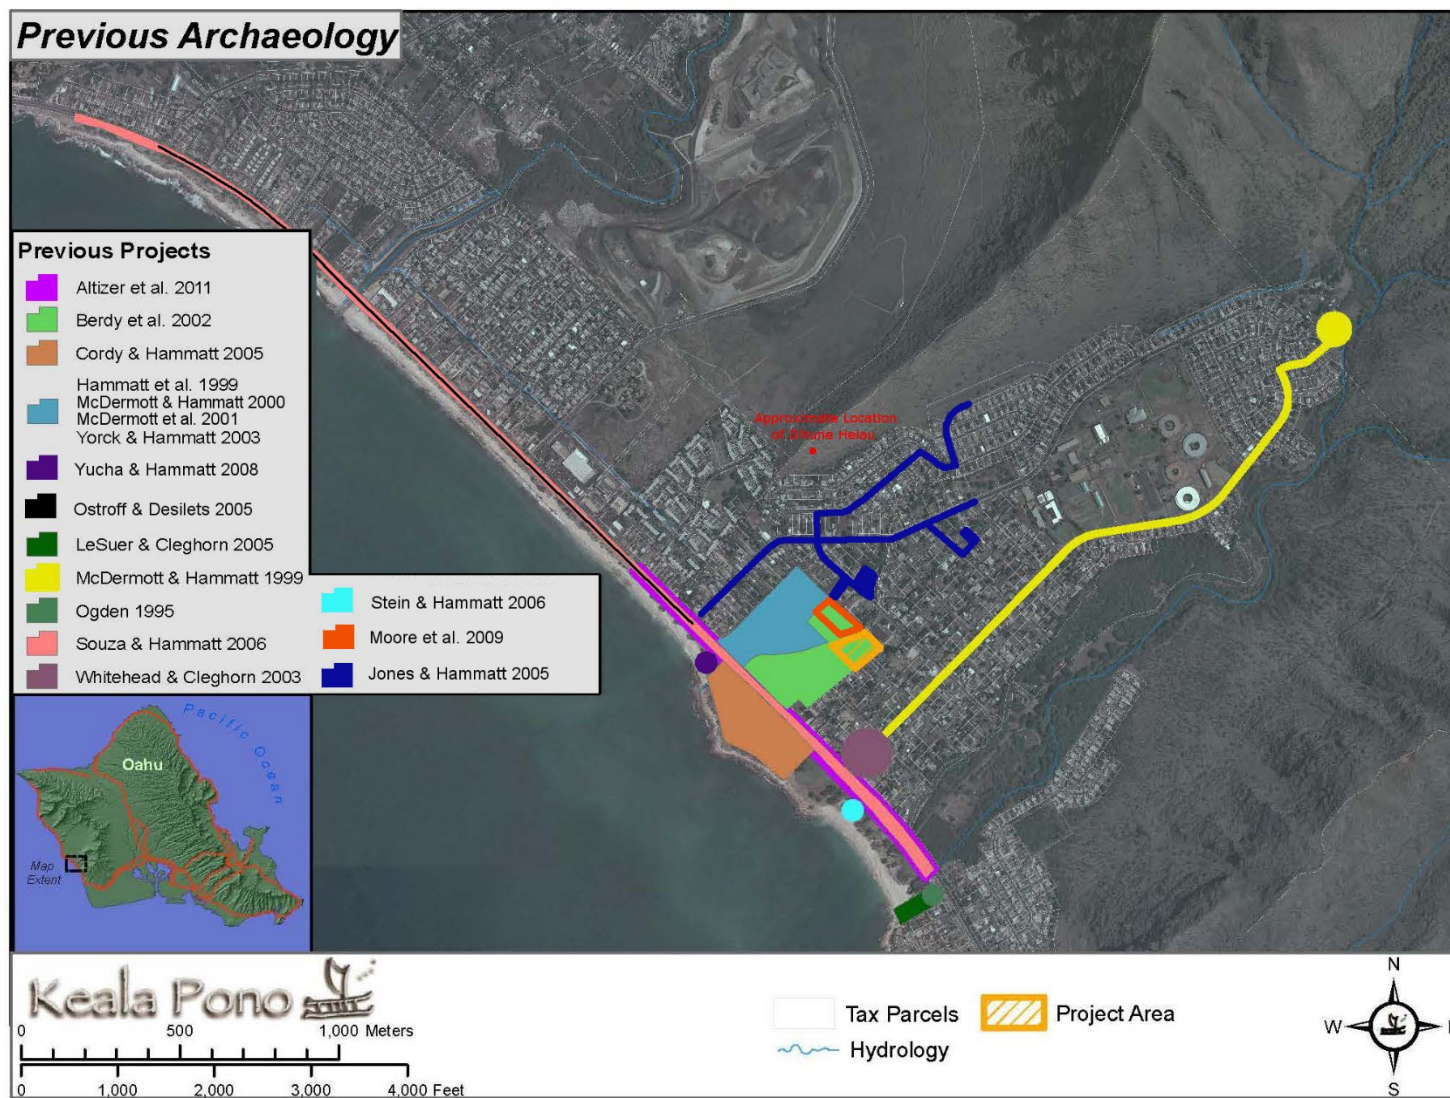 Previous Archaeology
Approximate Location
of Ilihune Heiau
Previous Projects
Altizer et al. 2011
Berdy et al. 2002
Cordy & Hammatt 2005
Hammatt et al. 1999
McDermott & Hammatt 2000
McDermott et al. 2001
Yorck & Hammatt 2003
Yucha & Hammatt 2008
Ostroff & Desilets 2005
LeSuer & Cleghorn 2005
McDermott & Hammatt 1999
Ogden 1995
Souza & Hammatt 2006
Whitehead & Cleghorn 2003
Stein & Hammatt 2006
Moore et al. 2009
Jones & Hammatt 2005
Pacific Ocean
Oahu
Map
Extent
Keala Pono
0 500 1,000 Meters
0 1,000 2,000 3,000 4,000 Feet
Tax Parcels
Project Area
Hydrology
N
W
S